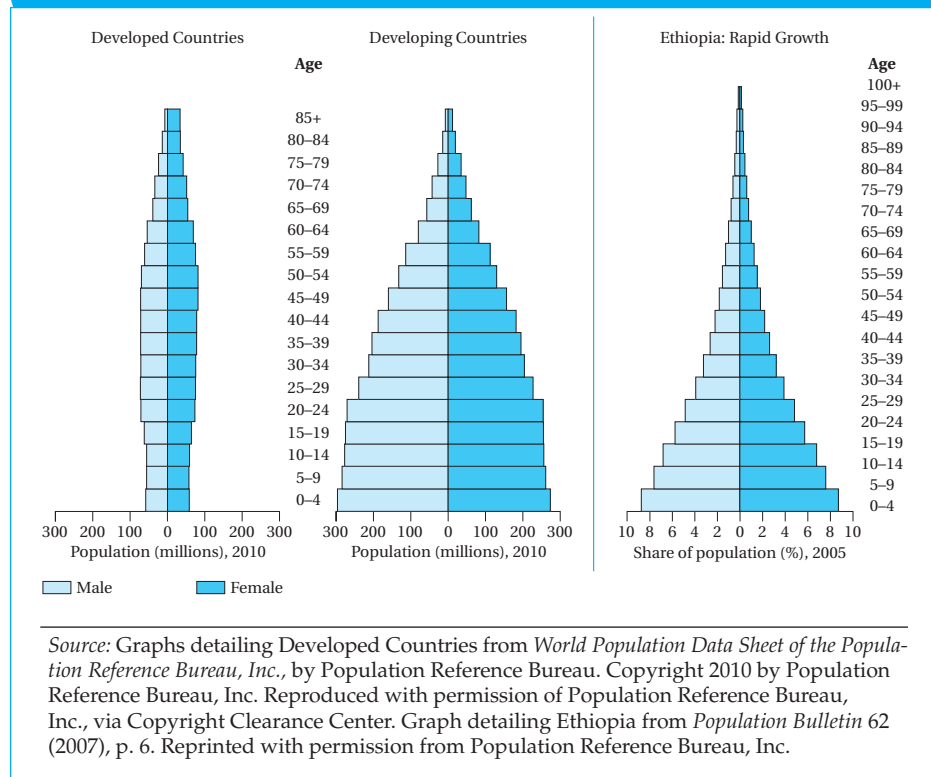 Developed Countries
Developing Countries
Ethiopia: Rapid Growth
Age
85+
80–84
75–79
70–74
65–69
60–64
55–59
50–54
45–49
40–44
35–39
30–34
25–29
20–24
15–19
10–14
5–9
0–4
Age
100+
95–99
90–94
85–89
80–84
75–79
70–74
65–69
60–64
55–59
50–54
45–49
40–44
35–39
30–34
25–29
20–24
15–19
10–14
5–9
0–4
300 200 100 0 100 200 300
Population (millions), 2010
300 200 100 0 100 200 300
Population (millions), 2010
10 8 6 4 2 0 2 4 6 8 10
Share of population (%), 2005
Male
Female
Source: Graphs detailing Developed Countries from World Population Data Sheet of the Popula-
tion Reference Bureau, Inc., by Population Reference Bureau. Copyright 2010 by Population
Reference Bureau, Inc. Reproduced with permission of Population Reference Bureau,
Inc., via Copyright Clearance Center. Graph detailing Ethiopia from Population Bulletin 62
(2007), p. 6. Reprinted with permission from Population Reference Bureau, Inc.